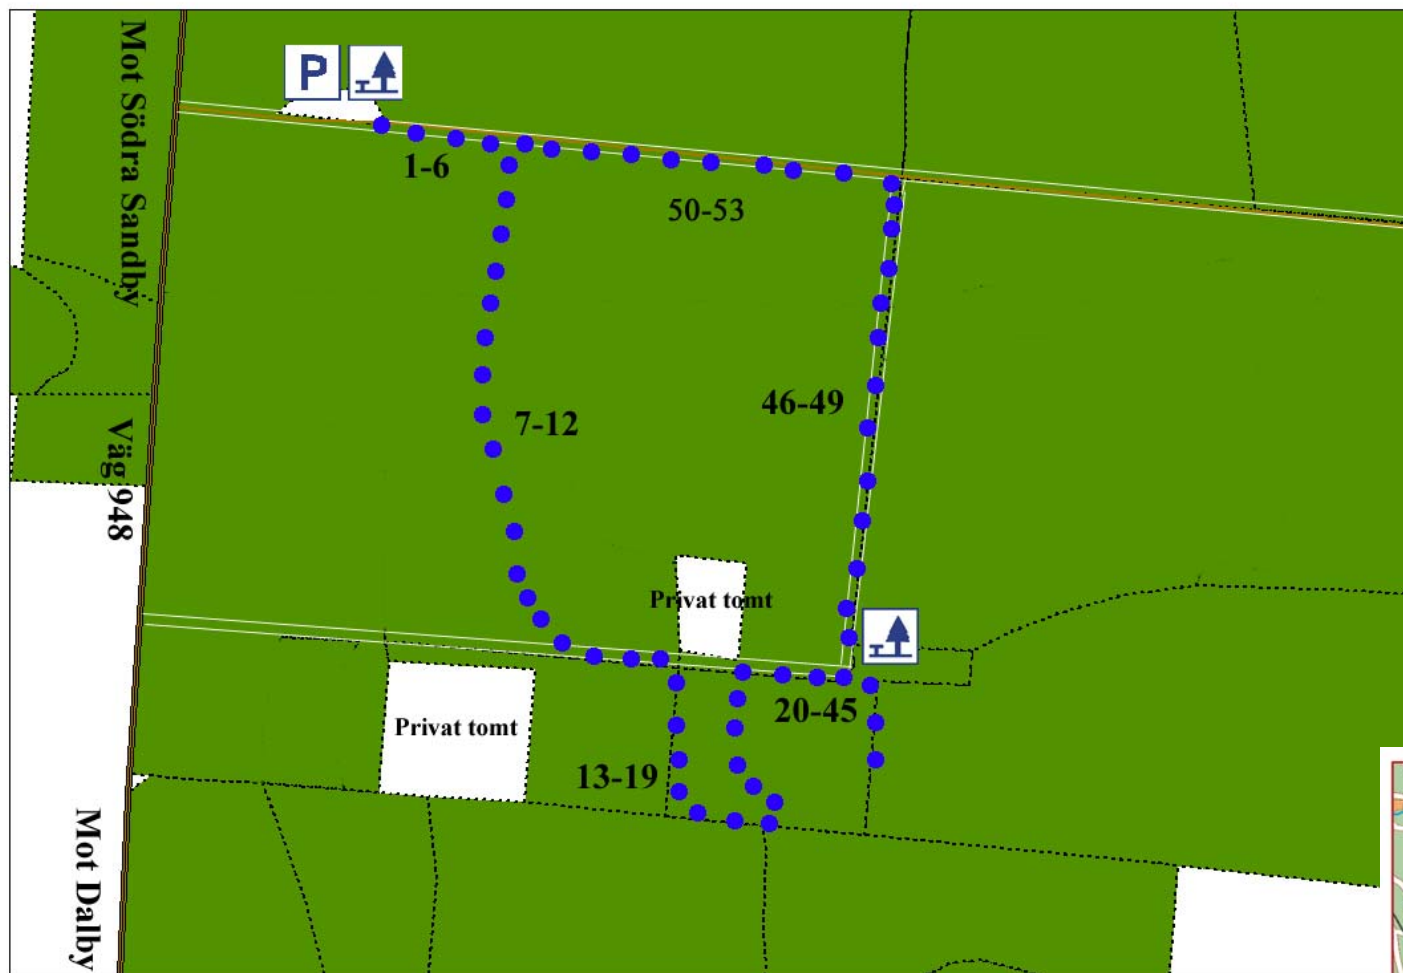 P
Mot Södra Sandby
1-6
50-53
46-49
7-12
Väg 948
Privat tomt
Privat tomt
20-45
13-19
Mot Dalby